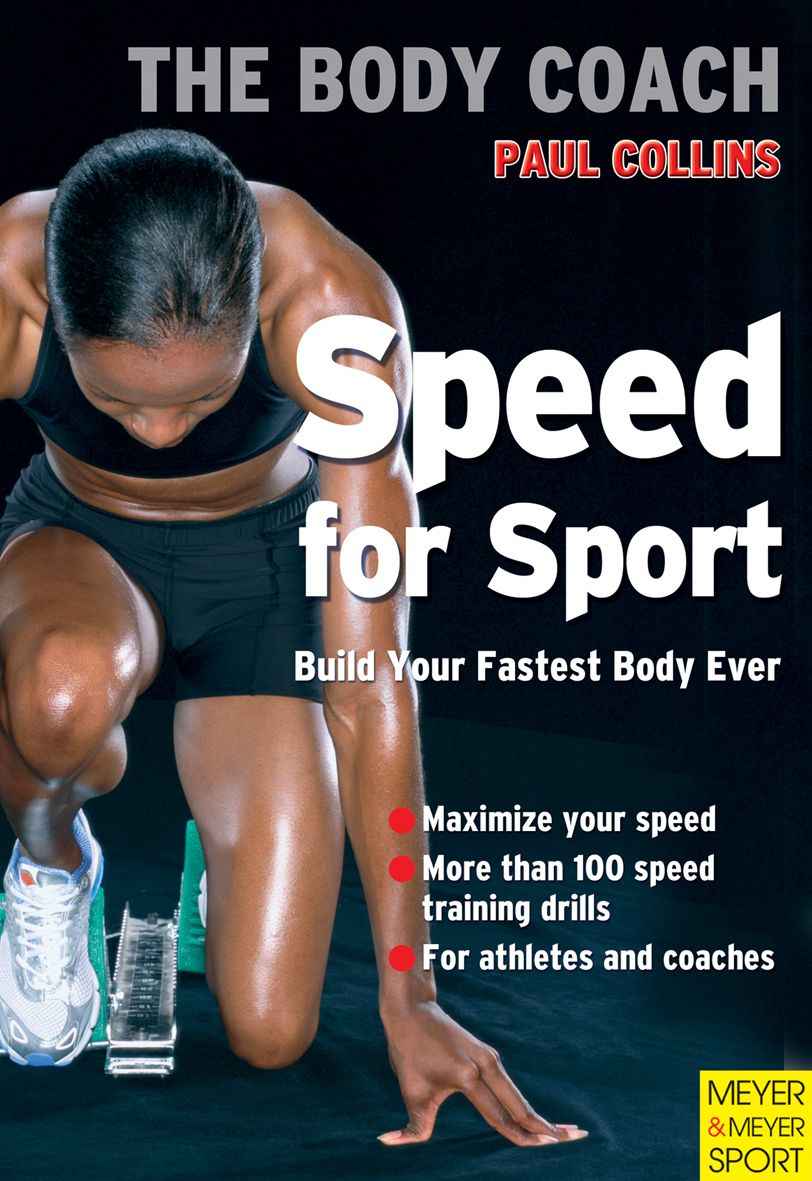 THE BODY COACH
PAUL COLLINS
Speed
for Sport
Build Your Fastest Body Ever
Maximize your speed
More than 100 speed
training drills
For athletes and coaches
MEYER
& MEYER
SPORT